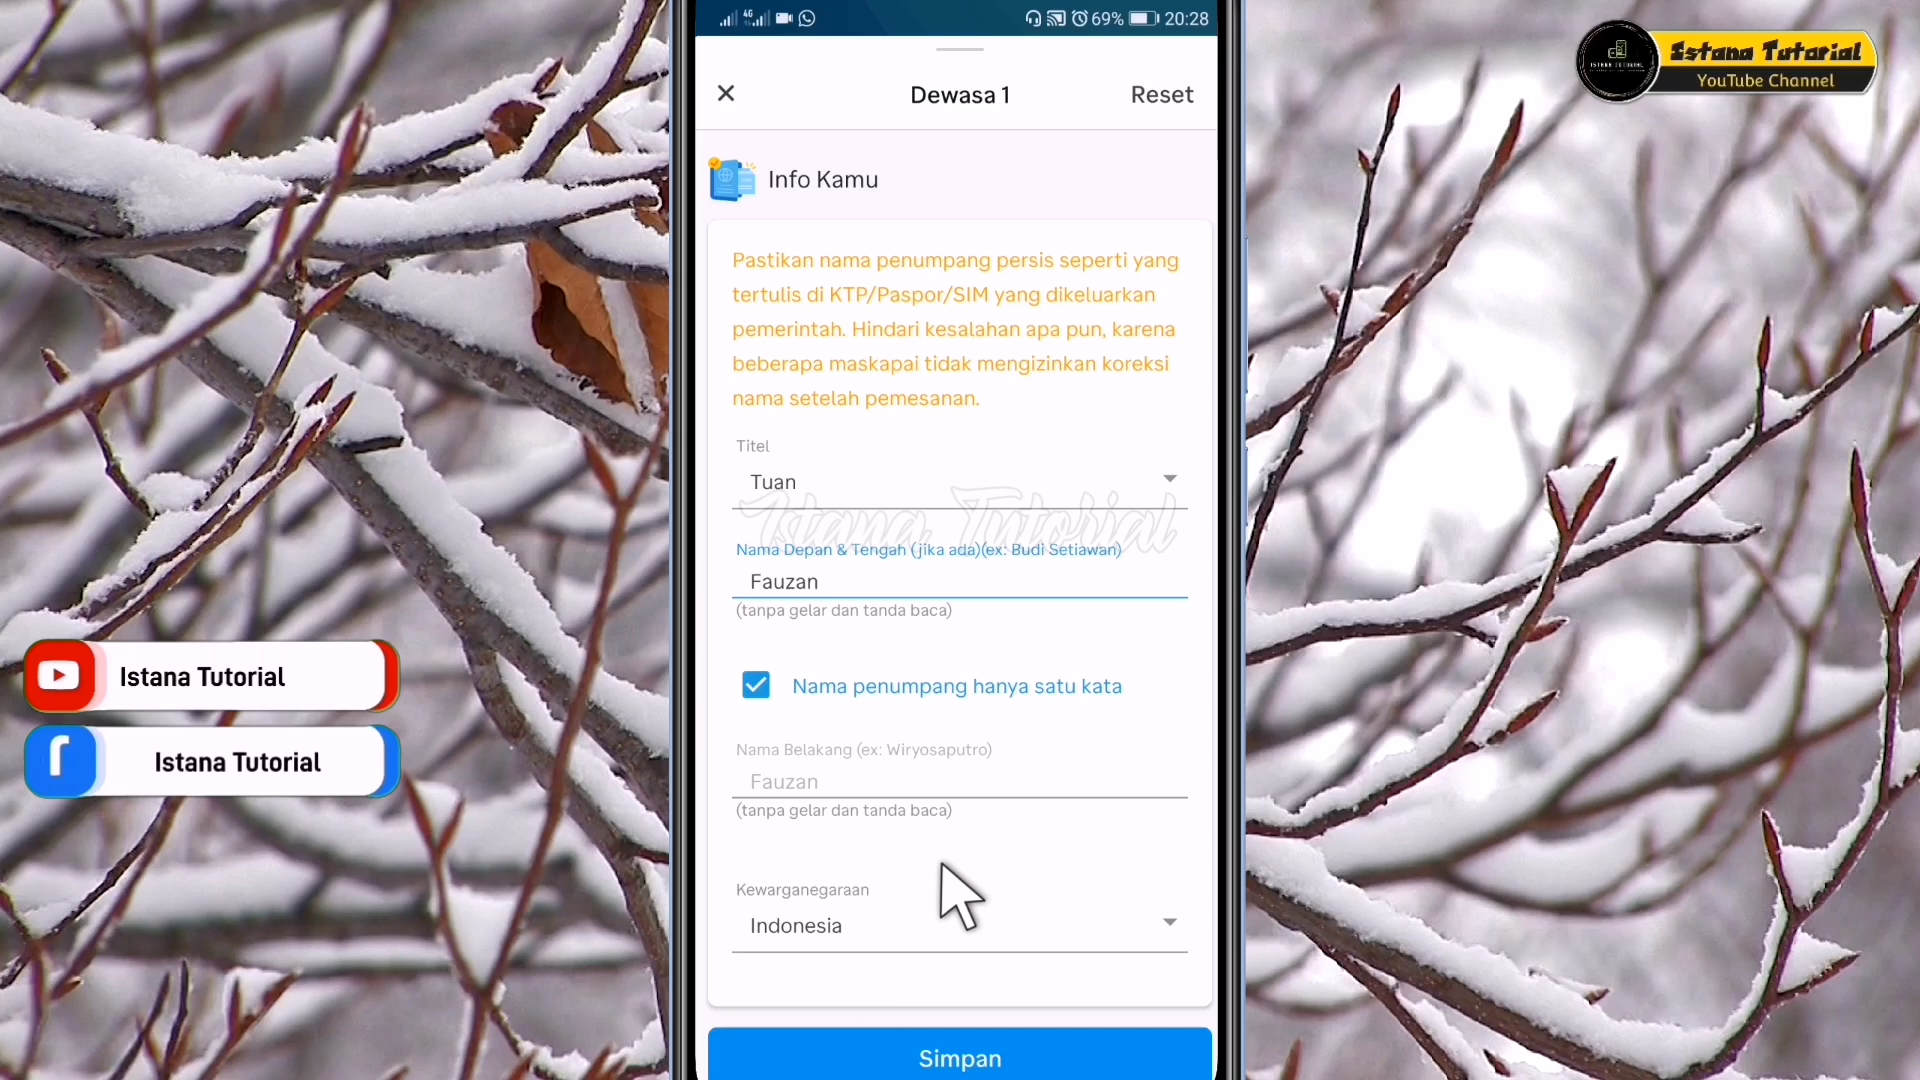 4G
69% 20:28
Dewasa 1
Reset
Info Kamu
Pastikan nama penumpang persis seperti yang
tertulis di KTP/Paspor/SIM yang dikeluarkan
pemerintah. Hindari kesalahan apa pun, karena
beberapa maskapai tidak mengizinkan koreksi
nama setelah pemesanan.
Titel
Tuan
Istana Tutorial
Nama Depan & Tengah (jika ada)(ex: Budi Setiawan)
Fauzan
(tanpa gelar dan tanda baca)
Nama penumpang hanya satu kata
Nama Belakang (ex: Wiryosaputro)
Fauzan
(tanpa gelar dan tanda baca)
Kewarganegaraan
Indonesia
Simpan
Istana Tutorial
Istana Tutorial
ISTANA TUTORIAL
Istana Tutorial
YouTube Channel